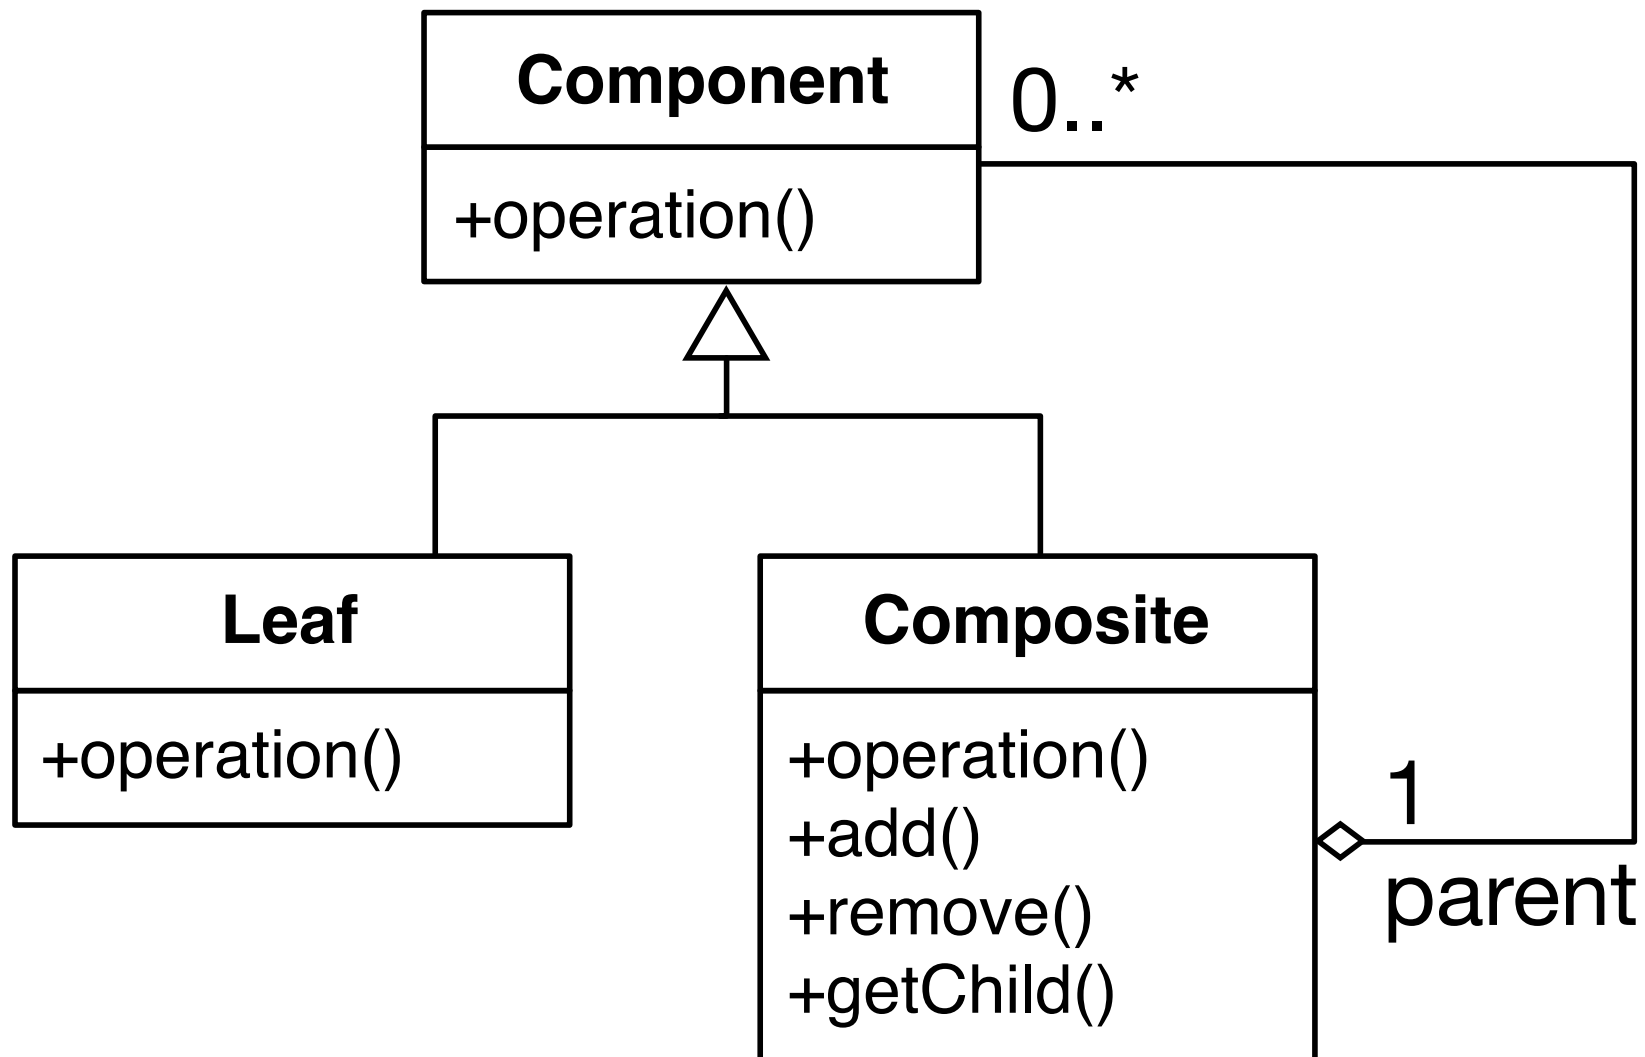 Component
0..*
+operation()
Leaf
+operation()
Composite
+operation()
+add()
+remove()
+getChild()
1
parent